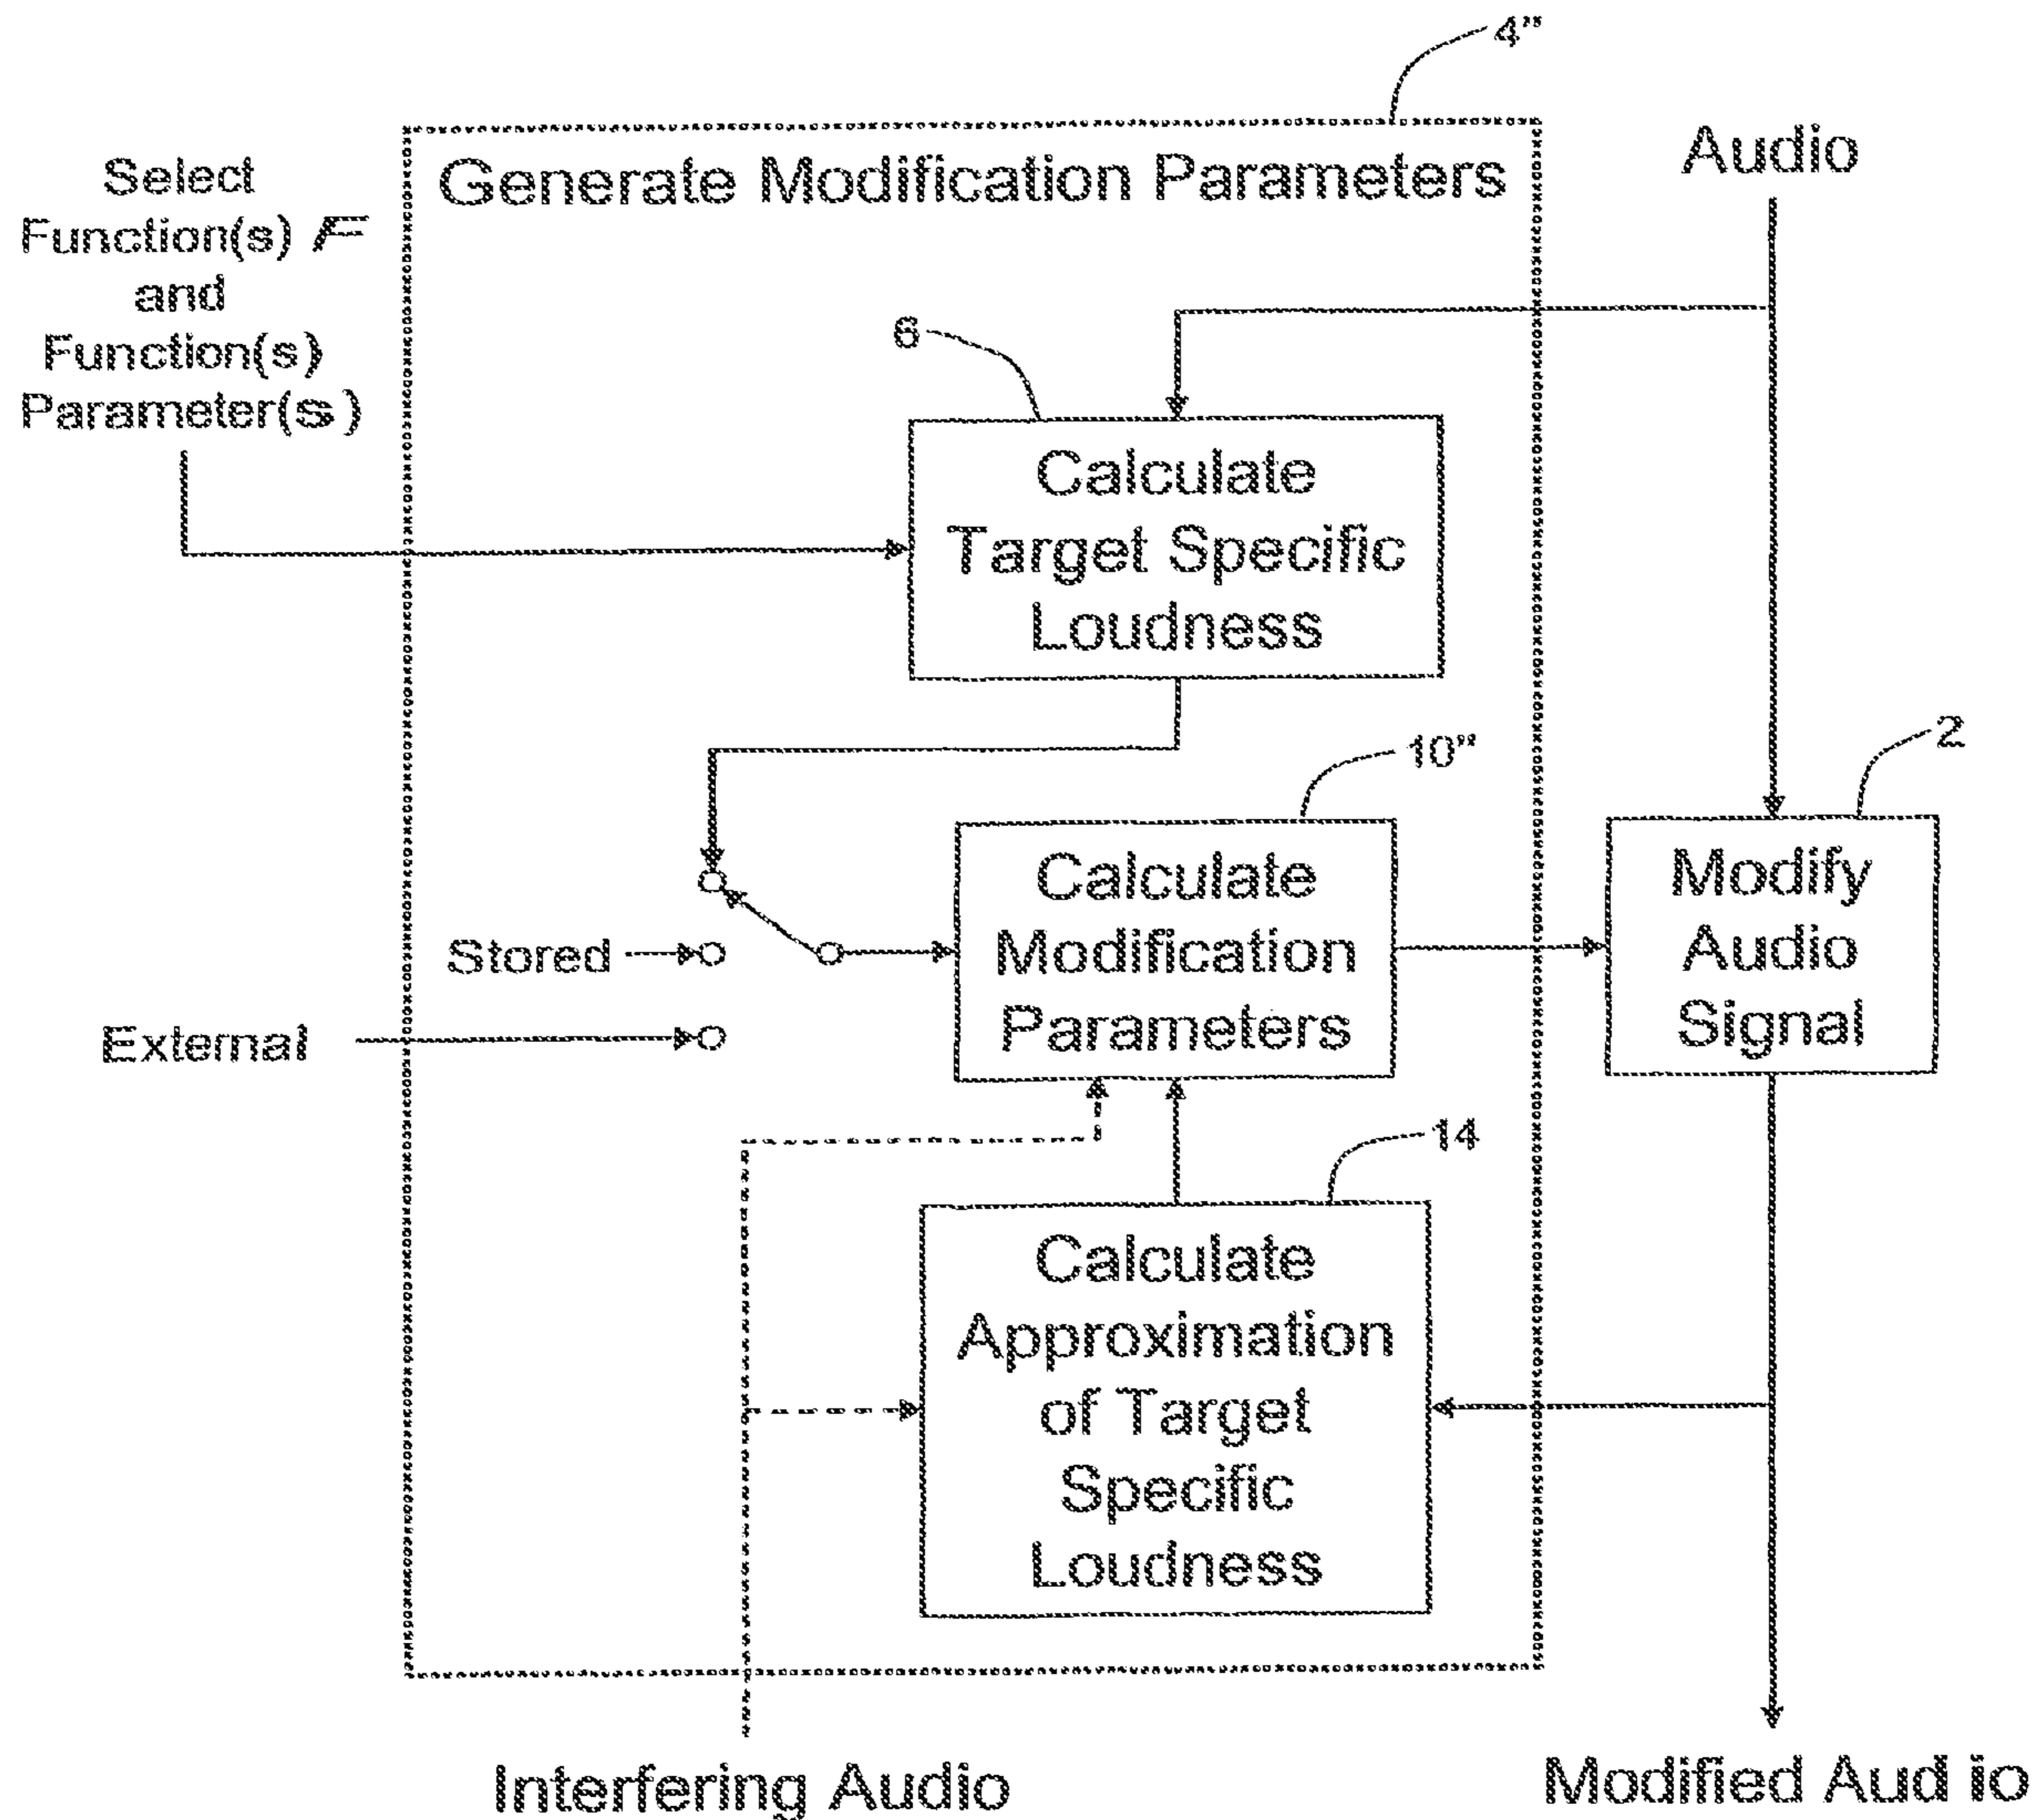 4"
Generate Modification Parameters
Audio
Select
Function(s) F
and
Function(s)
Parameter(s)
6
Calculate
Target Specific
Loudness
10"
2
Calculate
Modification
Parameters
Modify
Audio
Signal
Stored
External
14
Calculate
Approximation
of Target
Specific
Loudness
Interfering Audio
Modified Aud io